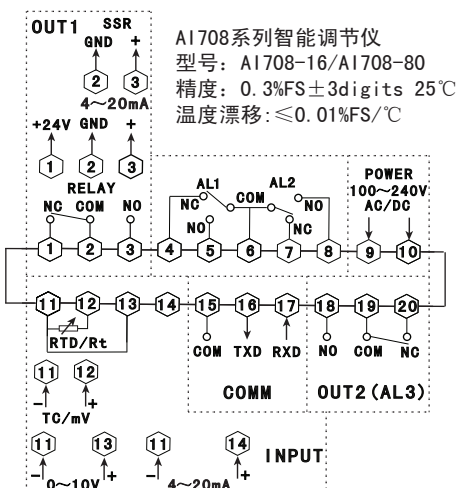 OUT1 SSR
GND +
2 3
4～20mA
+24V GND +
1 2 3
RELAY
NC COM NO
AI708系列智能调节仪
型号：AI708-16/AI708-80
精度：0.3%FS±3digits 25℃
温度漂移:≤0.01%FS/℃
AL1 COM AL2
NC NO
NO NC
POWER
100～240V
AC/DC
1 2 3 4 5 6 7 8 9 10
11 12 13 14 15 16 17 18 19 20
RTD/Rt
COM TXD RXD
NO COM NC
COMM
OUT2(AL3)
11 12
- +
TC/mV
11 13
- +
0～10V
11 14
- +
4～20mA
INPUT